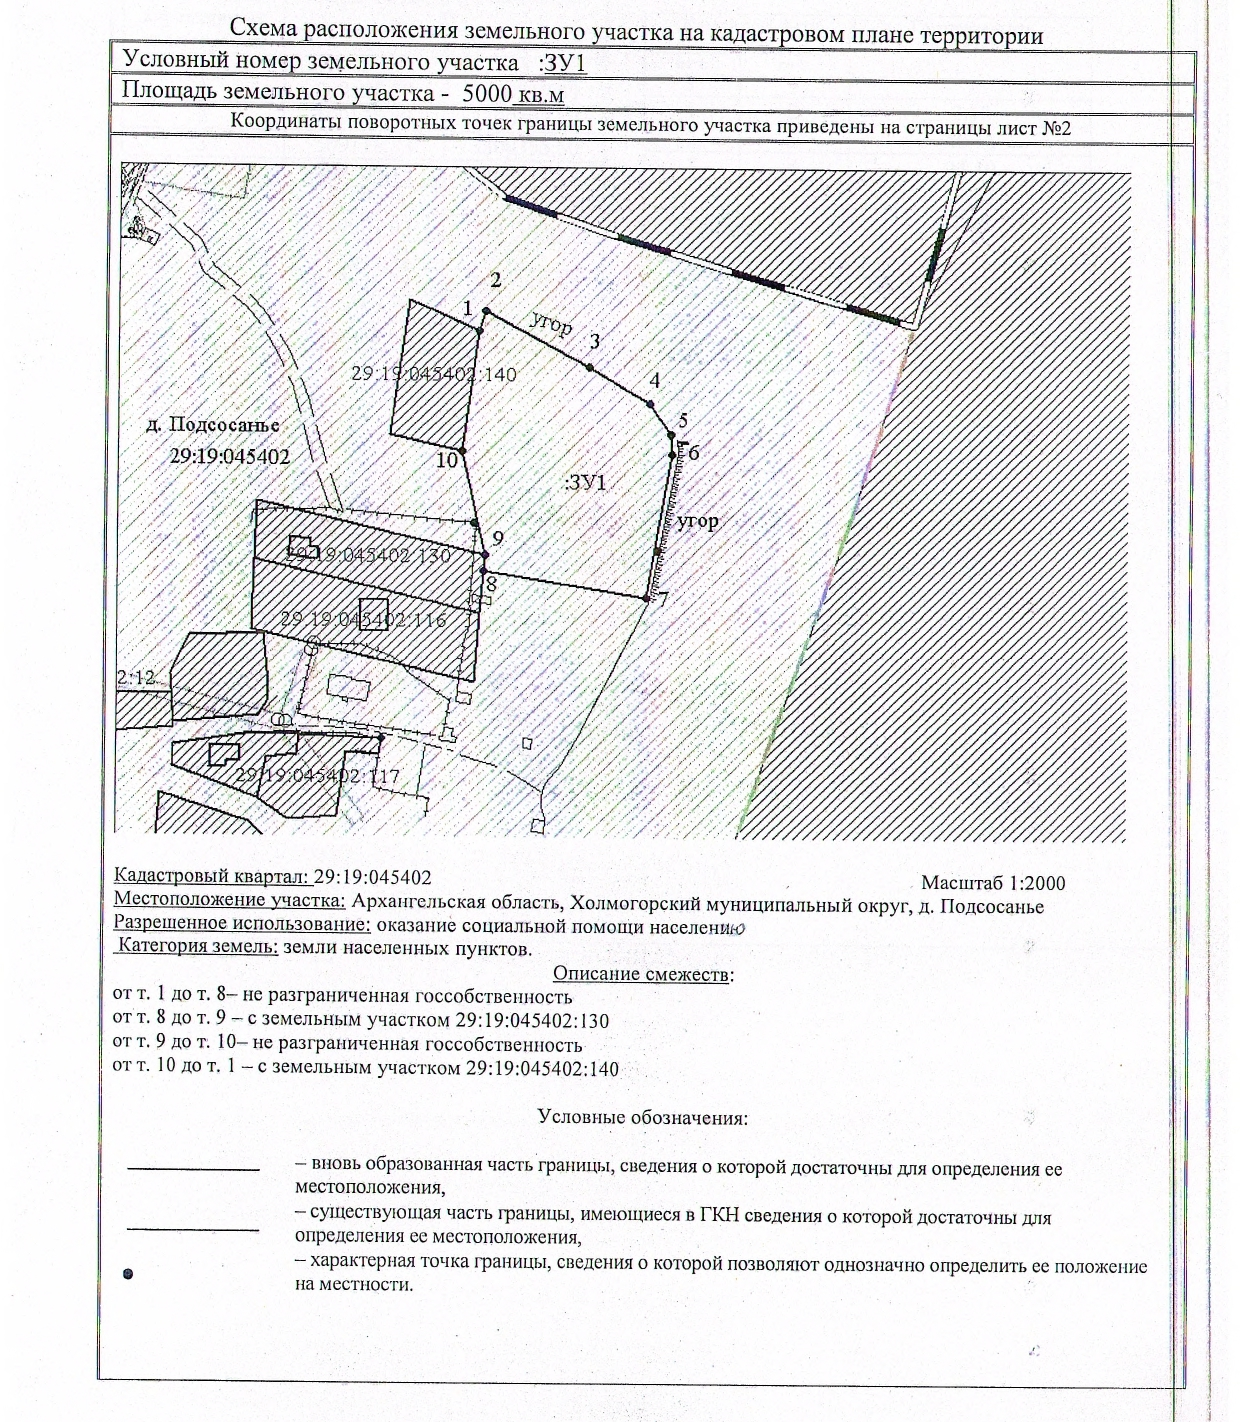 Схема расположения земельного участка на кадастровом плане территории
Условный номер земельного участка :ЗУ1
Площадь земельного участка - 5000 кв.м
Координаты поворотных точек границы земельного участка приведены на страницы лист №2
2
1
угор
3
29:19:045402:140
4
5
д. Подсосанье
29:19:045402
10
6
:ЗУ1
угор
9
29:19:045402:130
8
7
29:19:045402:116
2:12
29:19:045402:117
Кадастровый квартал: 29:19:045402
Масштаб 1:2000
Местоположение участка: Архангельская область, Холмогорский муниципальный округ, д. Подсосанье
Разрешенное использование: оказание социальной помощи населению
Категория земель: земли населенных пунктов.
Описание смежеств:
от т. 1 до т. 8– не разграниченная госсобственность
от т. 8 до т. 9 – с земельным участком 29:19:045402:130
от т. 9 до т. 10– не разграниченная госсобственность
от т. 10 до т. 1 – с земельным участком 29:19:045402:140
Условные обозначения:
– вновь образованная часть границы, сведения о которой достаточны для определения ее
местоположения,
– существующая часть границы, имеющиеся в ГКН сведения о которой достаточны для
определения ее местоположения,
– характерная точка границы, сведения о которой позволяют однозначно определить ее положение
на местности.